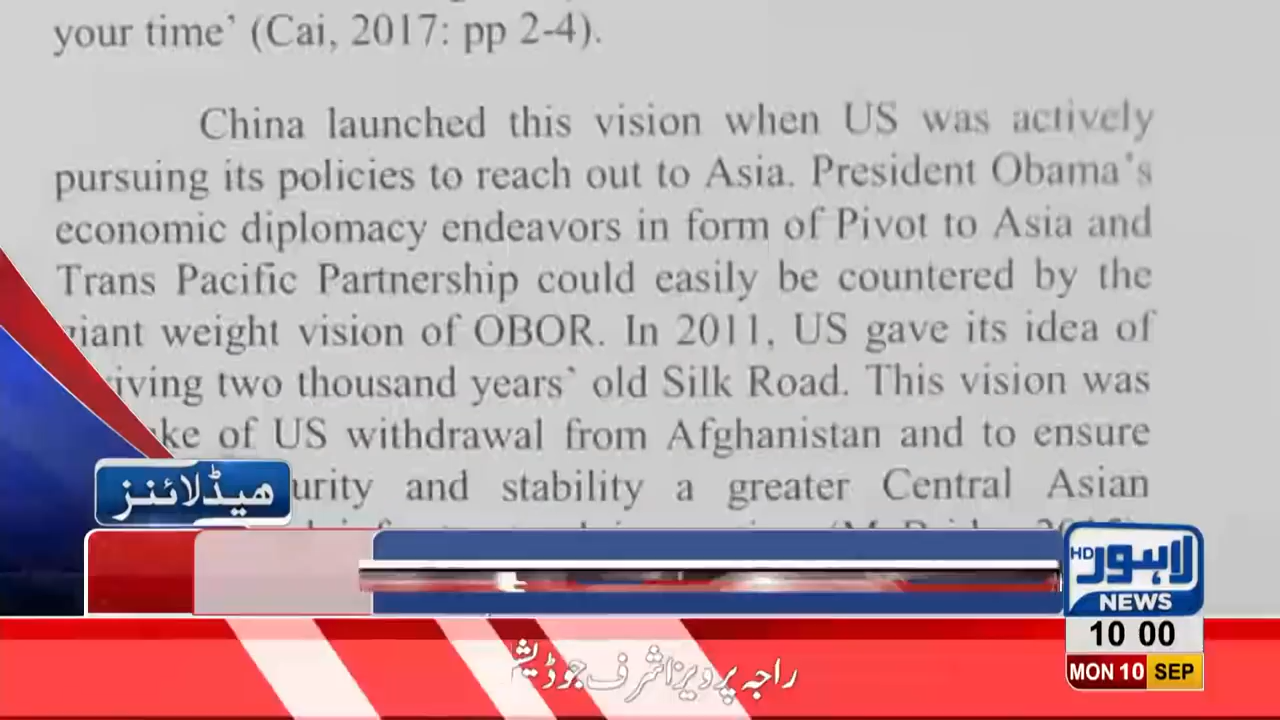 your time’ (Cai, 2017: pp 2-4).
China launched this vision when US was actively
pursuing its policies to reach out to Asia. President Obama’s
economic diplomacy endeavors in form of Pivot to Asia and
Trans Pacific Partnership could easily be countered by the
giant weight vision of OBOR. In 2011, US gave its idea of
two thousand years’ old Silk Road. This vision was
of US withdrawal from Afghanistan and to ensure
and stability a greater Central Asian
ھیڈلائنز
لاہور HD
NEWS
10 00
MON 10 SEP
راجہ پرویز اشرف